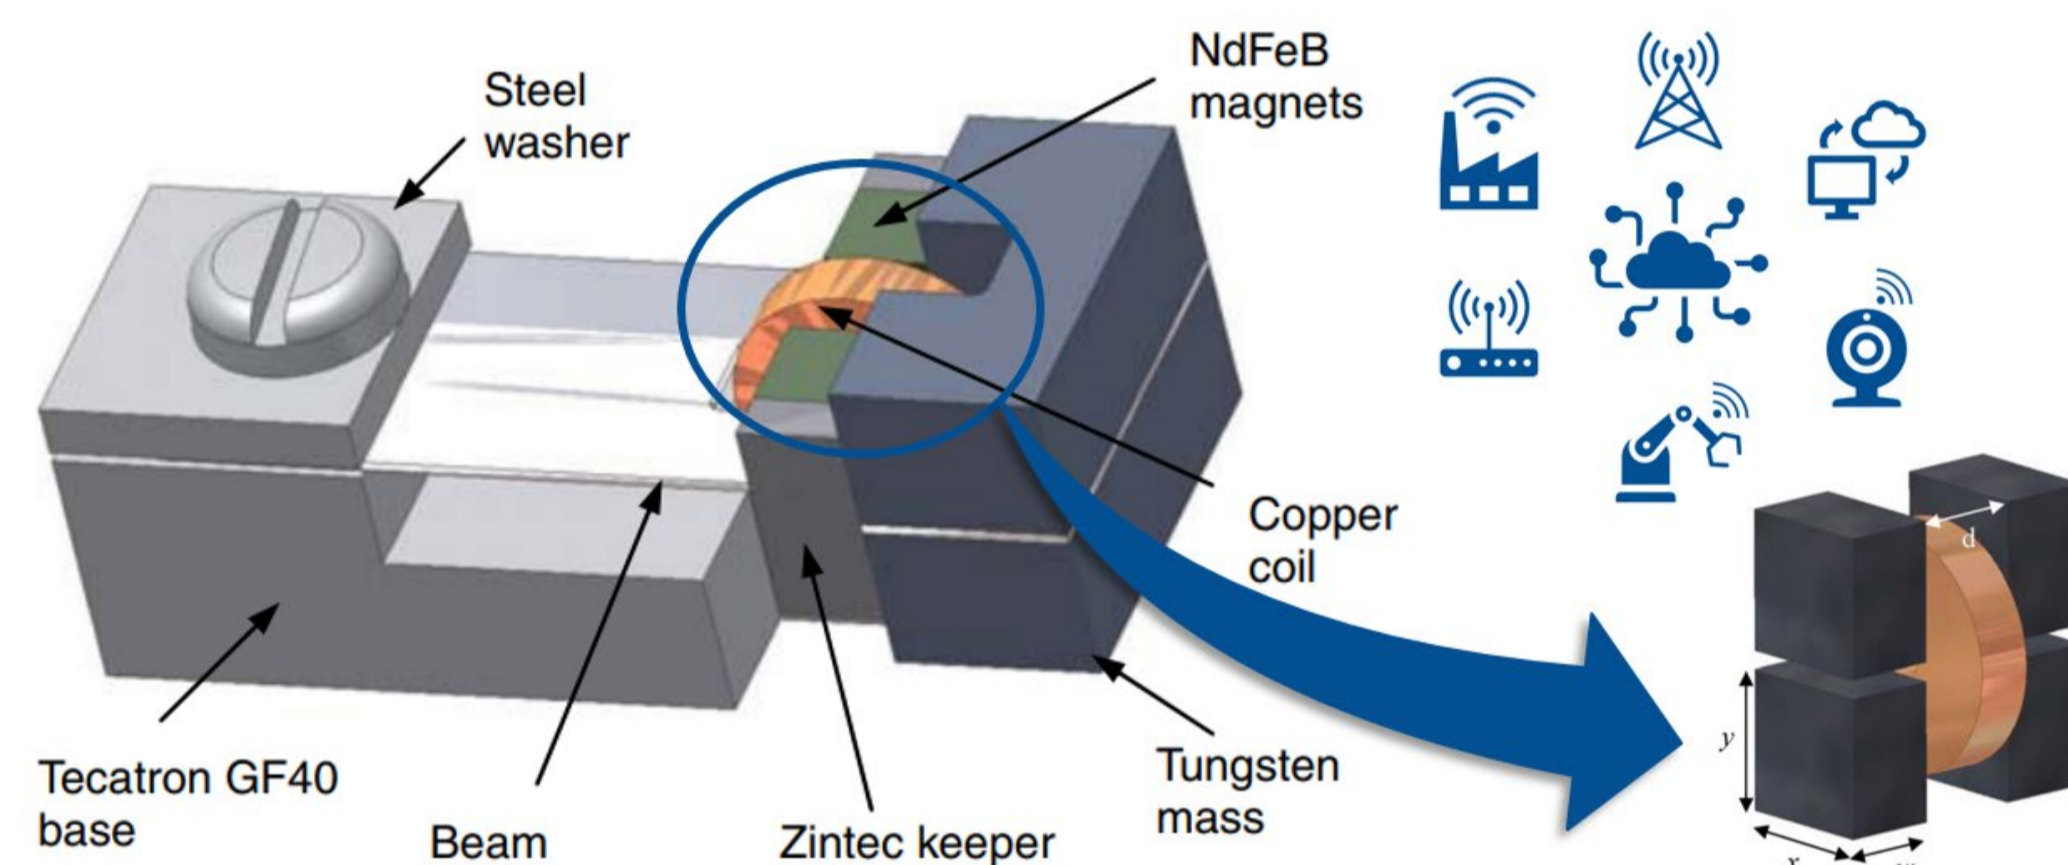 Steel
washer
NdFeB
magnets
Copper
coil
d
y
Tecatron GF40
base
Beam
Zintec keeper
Tungsten
mass
x